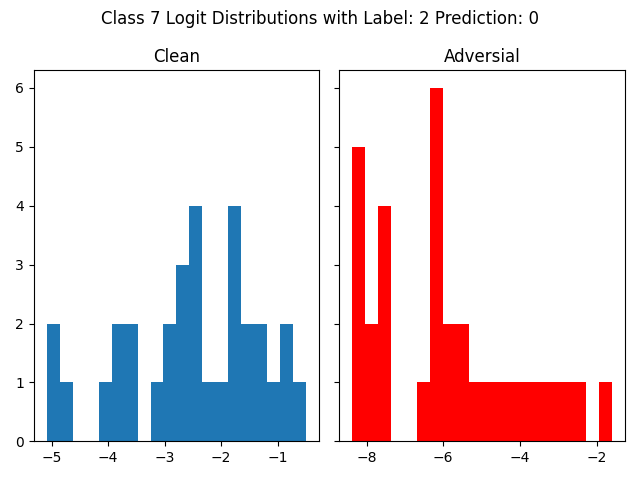 Class 7 Logit Distributions with Label: 2 Prediction: 0
Clean
Adversial
6
5
4
3
2
1
0
−5 −4 −3 −2 −1
−8 −6 −4 −2